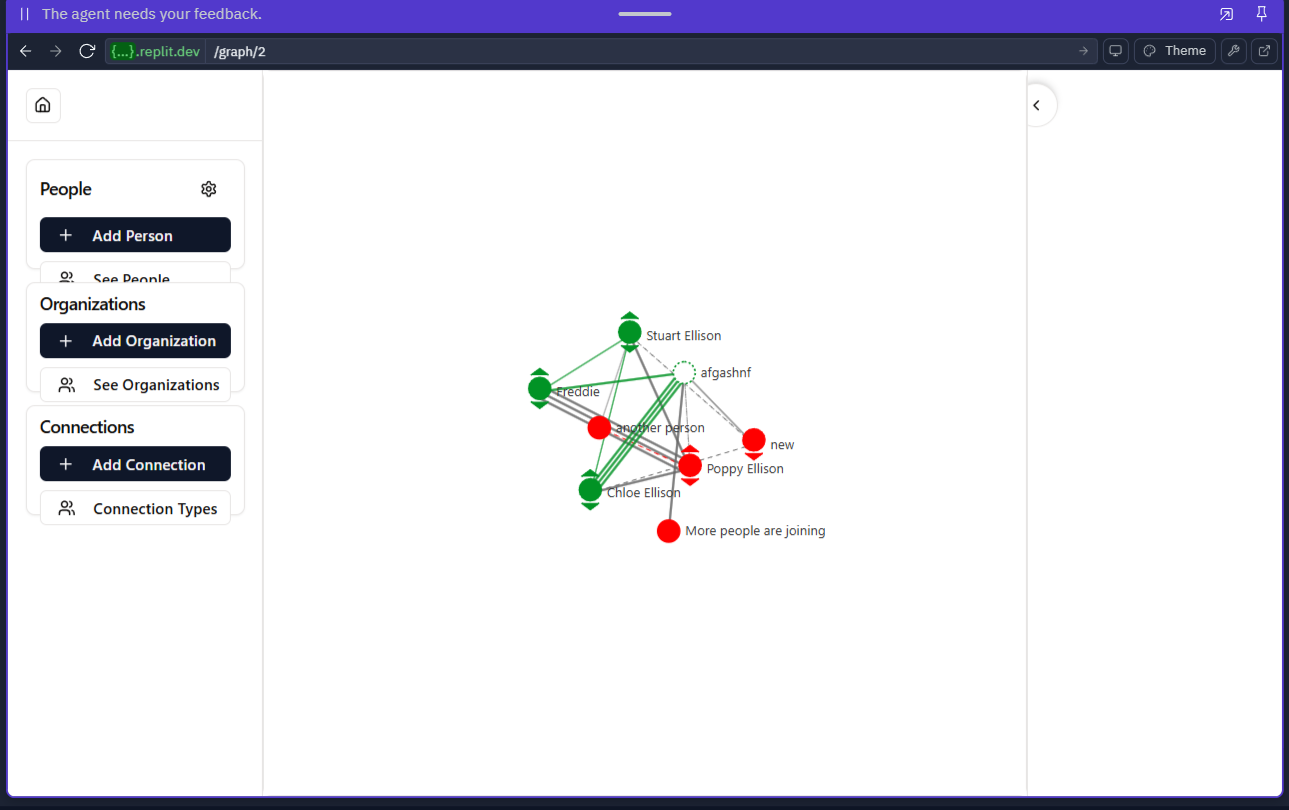 The agent needs your feedback.
{...}.replit.dev /graph/2
Theme
People
Add Person
See People
Organizations
Add Organization
See Organizations
Connections
Add Connection
Connection Types
Stuart Ellison
afgashnf
Freddie
another person
new
Poppy Ellison
Chloe Ellison
More people are joining